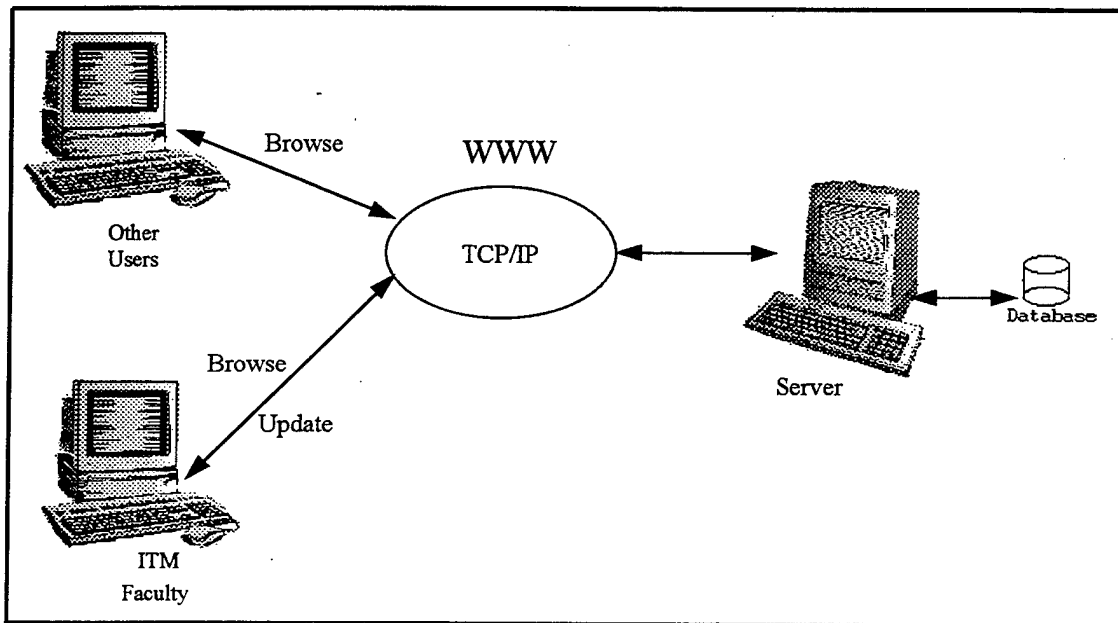 Browse
WWW
Other
Users
TCP/IP
Database
Browse
Server
Update
ITM
Faculty